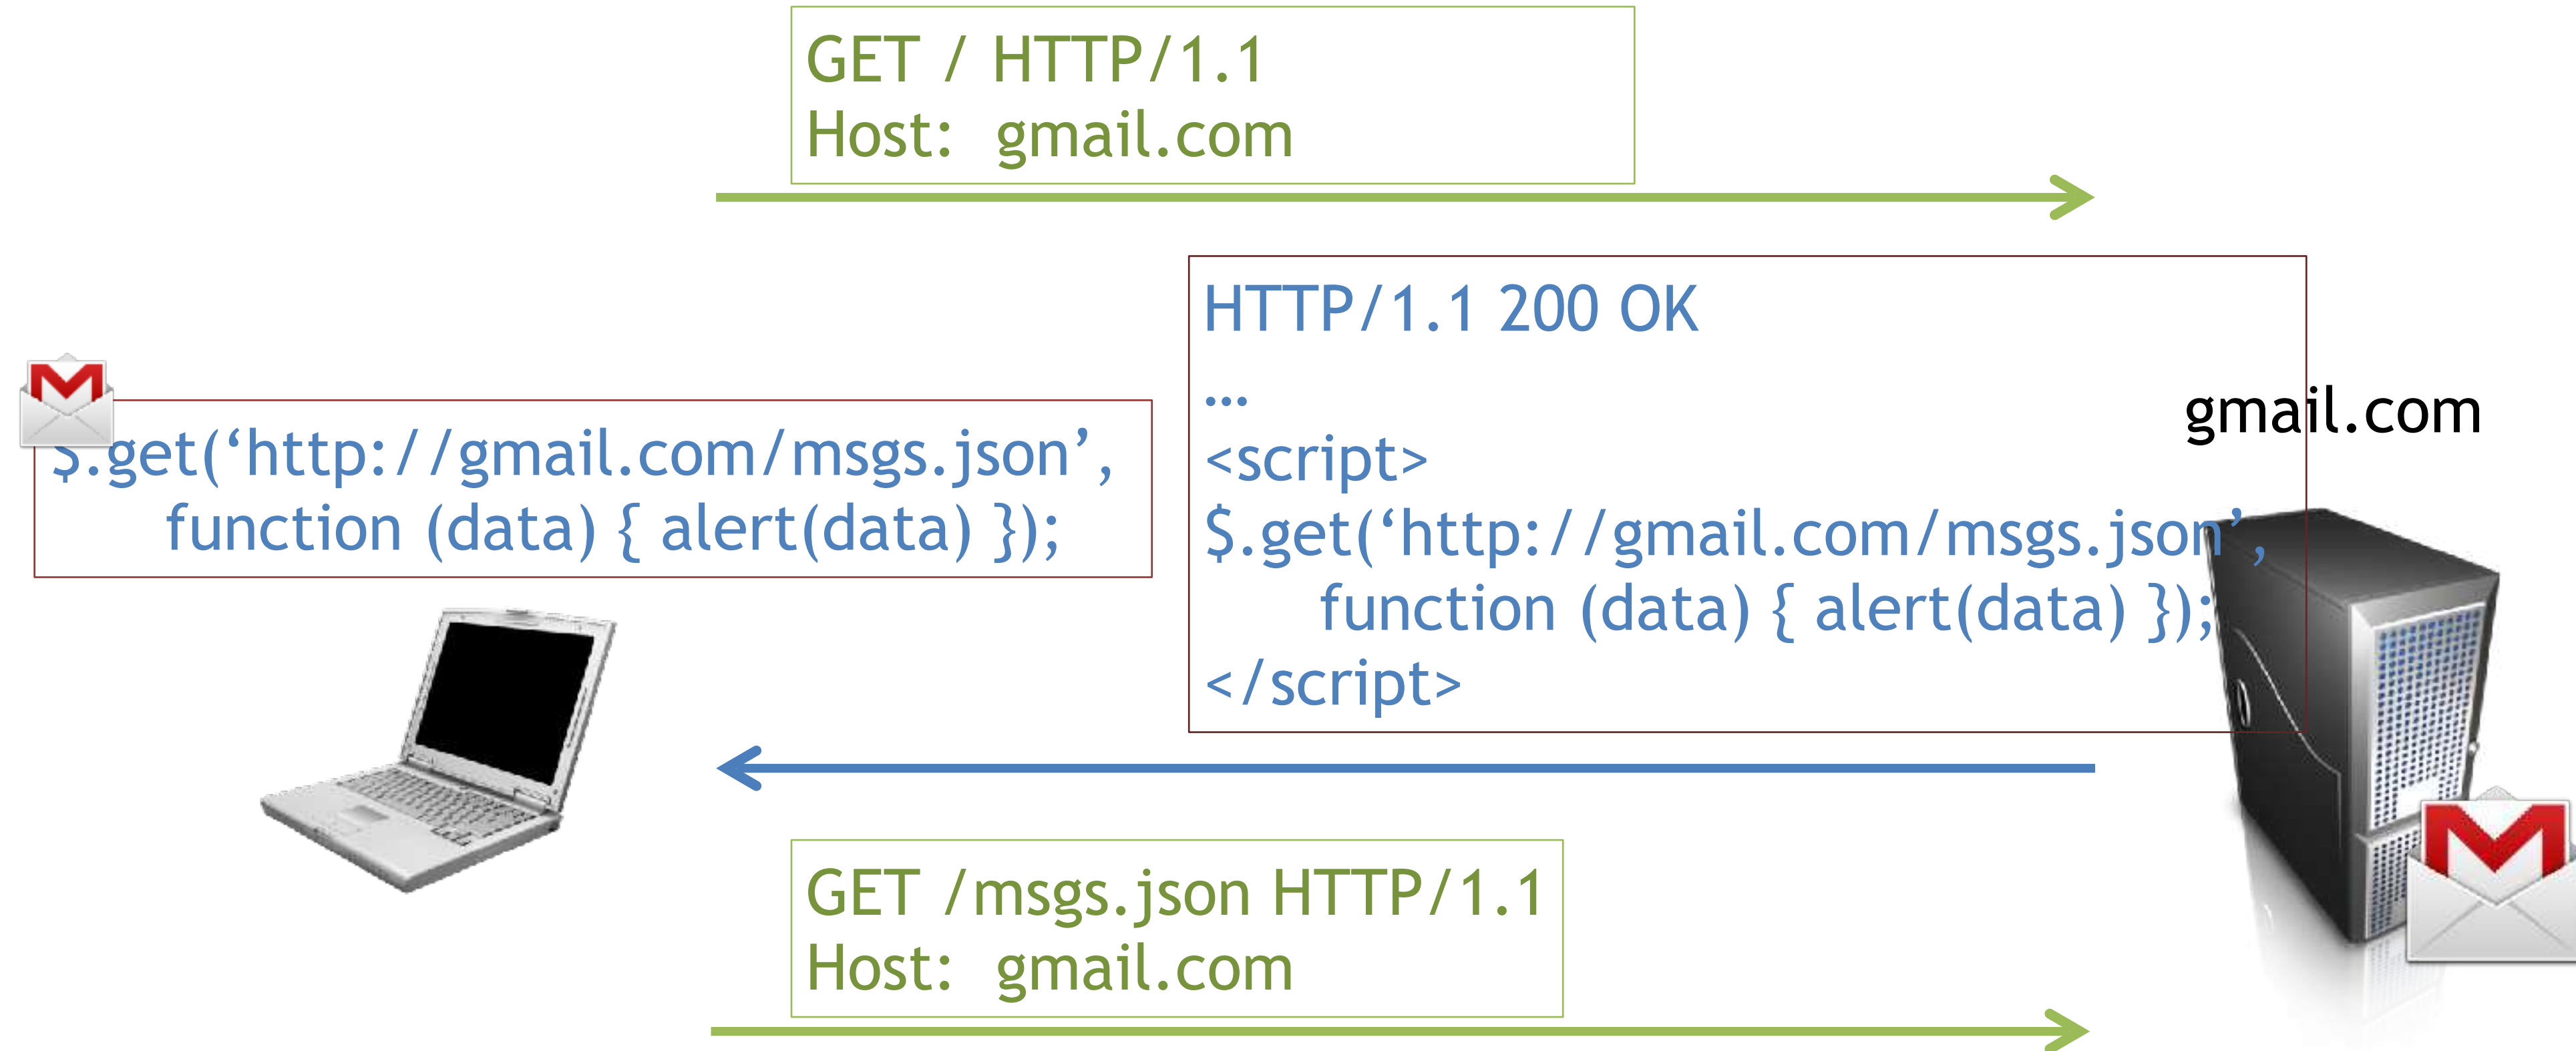 GET / HTTP/1.1
Host: gmail.com
HTTP/1.1 200 OK
…
<script>
$.get(‘http://gmail.com/msgs.json’,
function (data) { alert(data) });
</script>
gmail.com
$.get(‘http://gmail.com/msgs.json’,
function (data) { alert(data) });
GET /msgs.json HTTP/1.1
Host: gmail.com